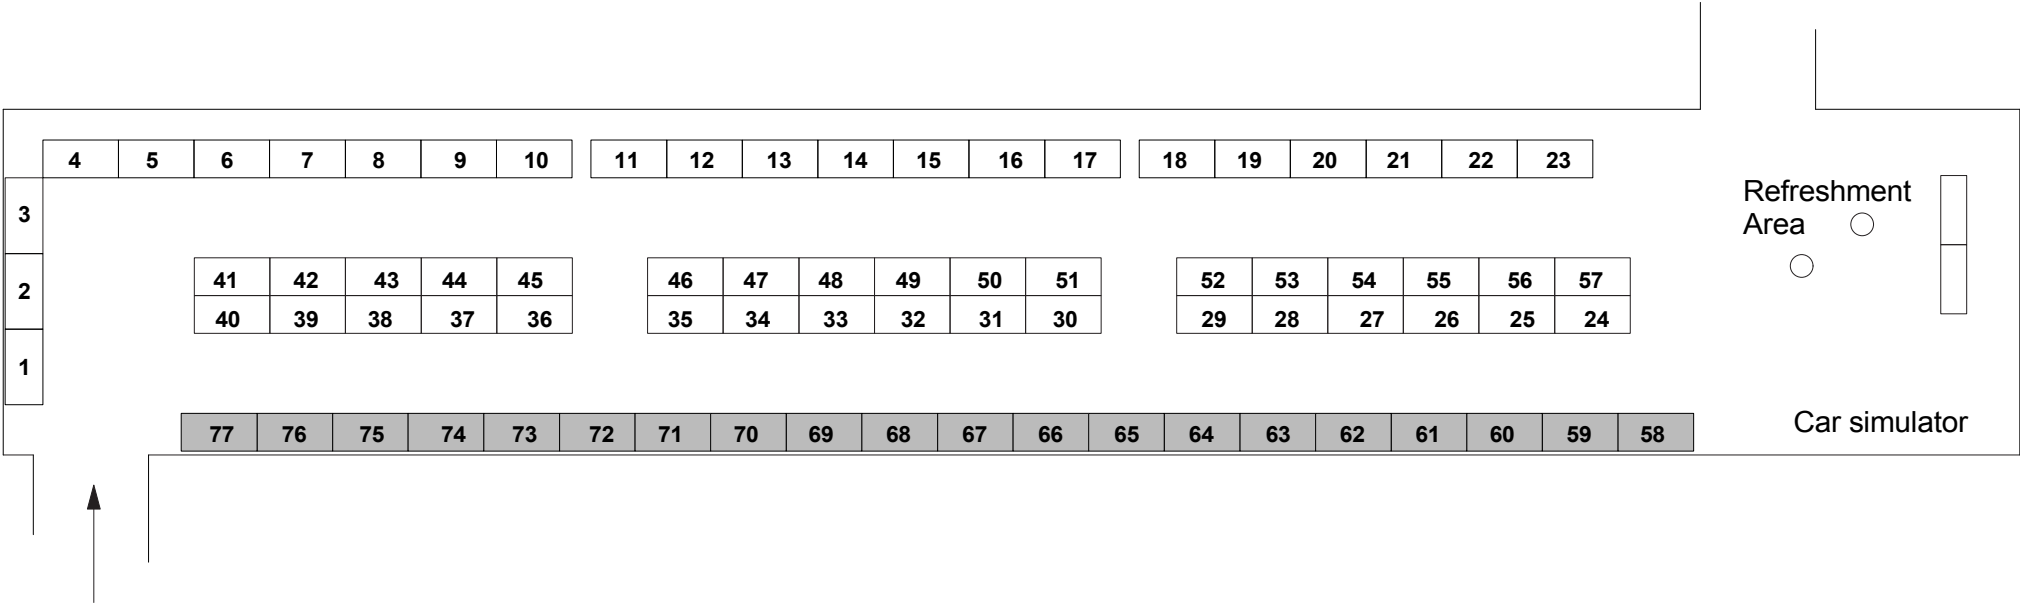 4 5 6 7 8 9 10 11 12 13 14 15 16 17 18 19 20 21 22 23
3
Refreshment
Area
41 42 43 44 45 46 47 48 49 50 51 52 53 54 55 56 57
2
40 39 38 37 36 35 34 33 32 31 30 29 28 27 26 25 24
1
Car simulator
77 76 75 74 73 72 71 70 69 68 67 66 65 64 63 62 61 60 59 58